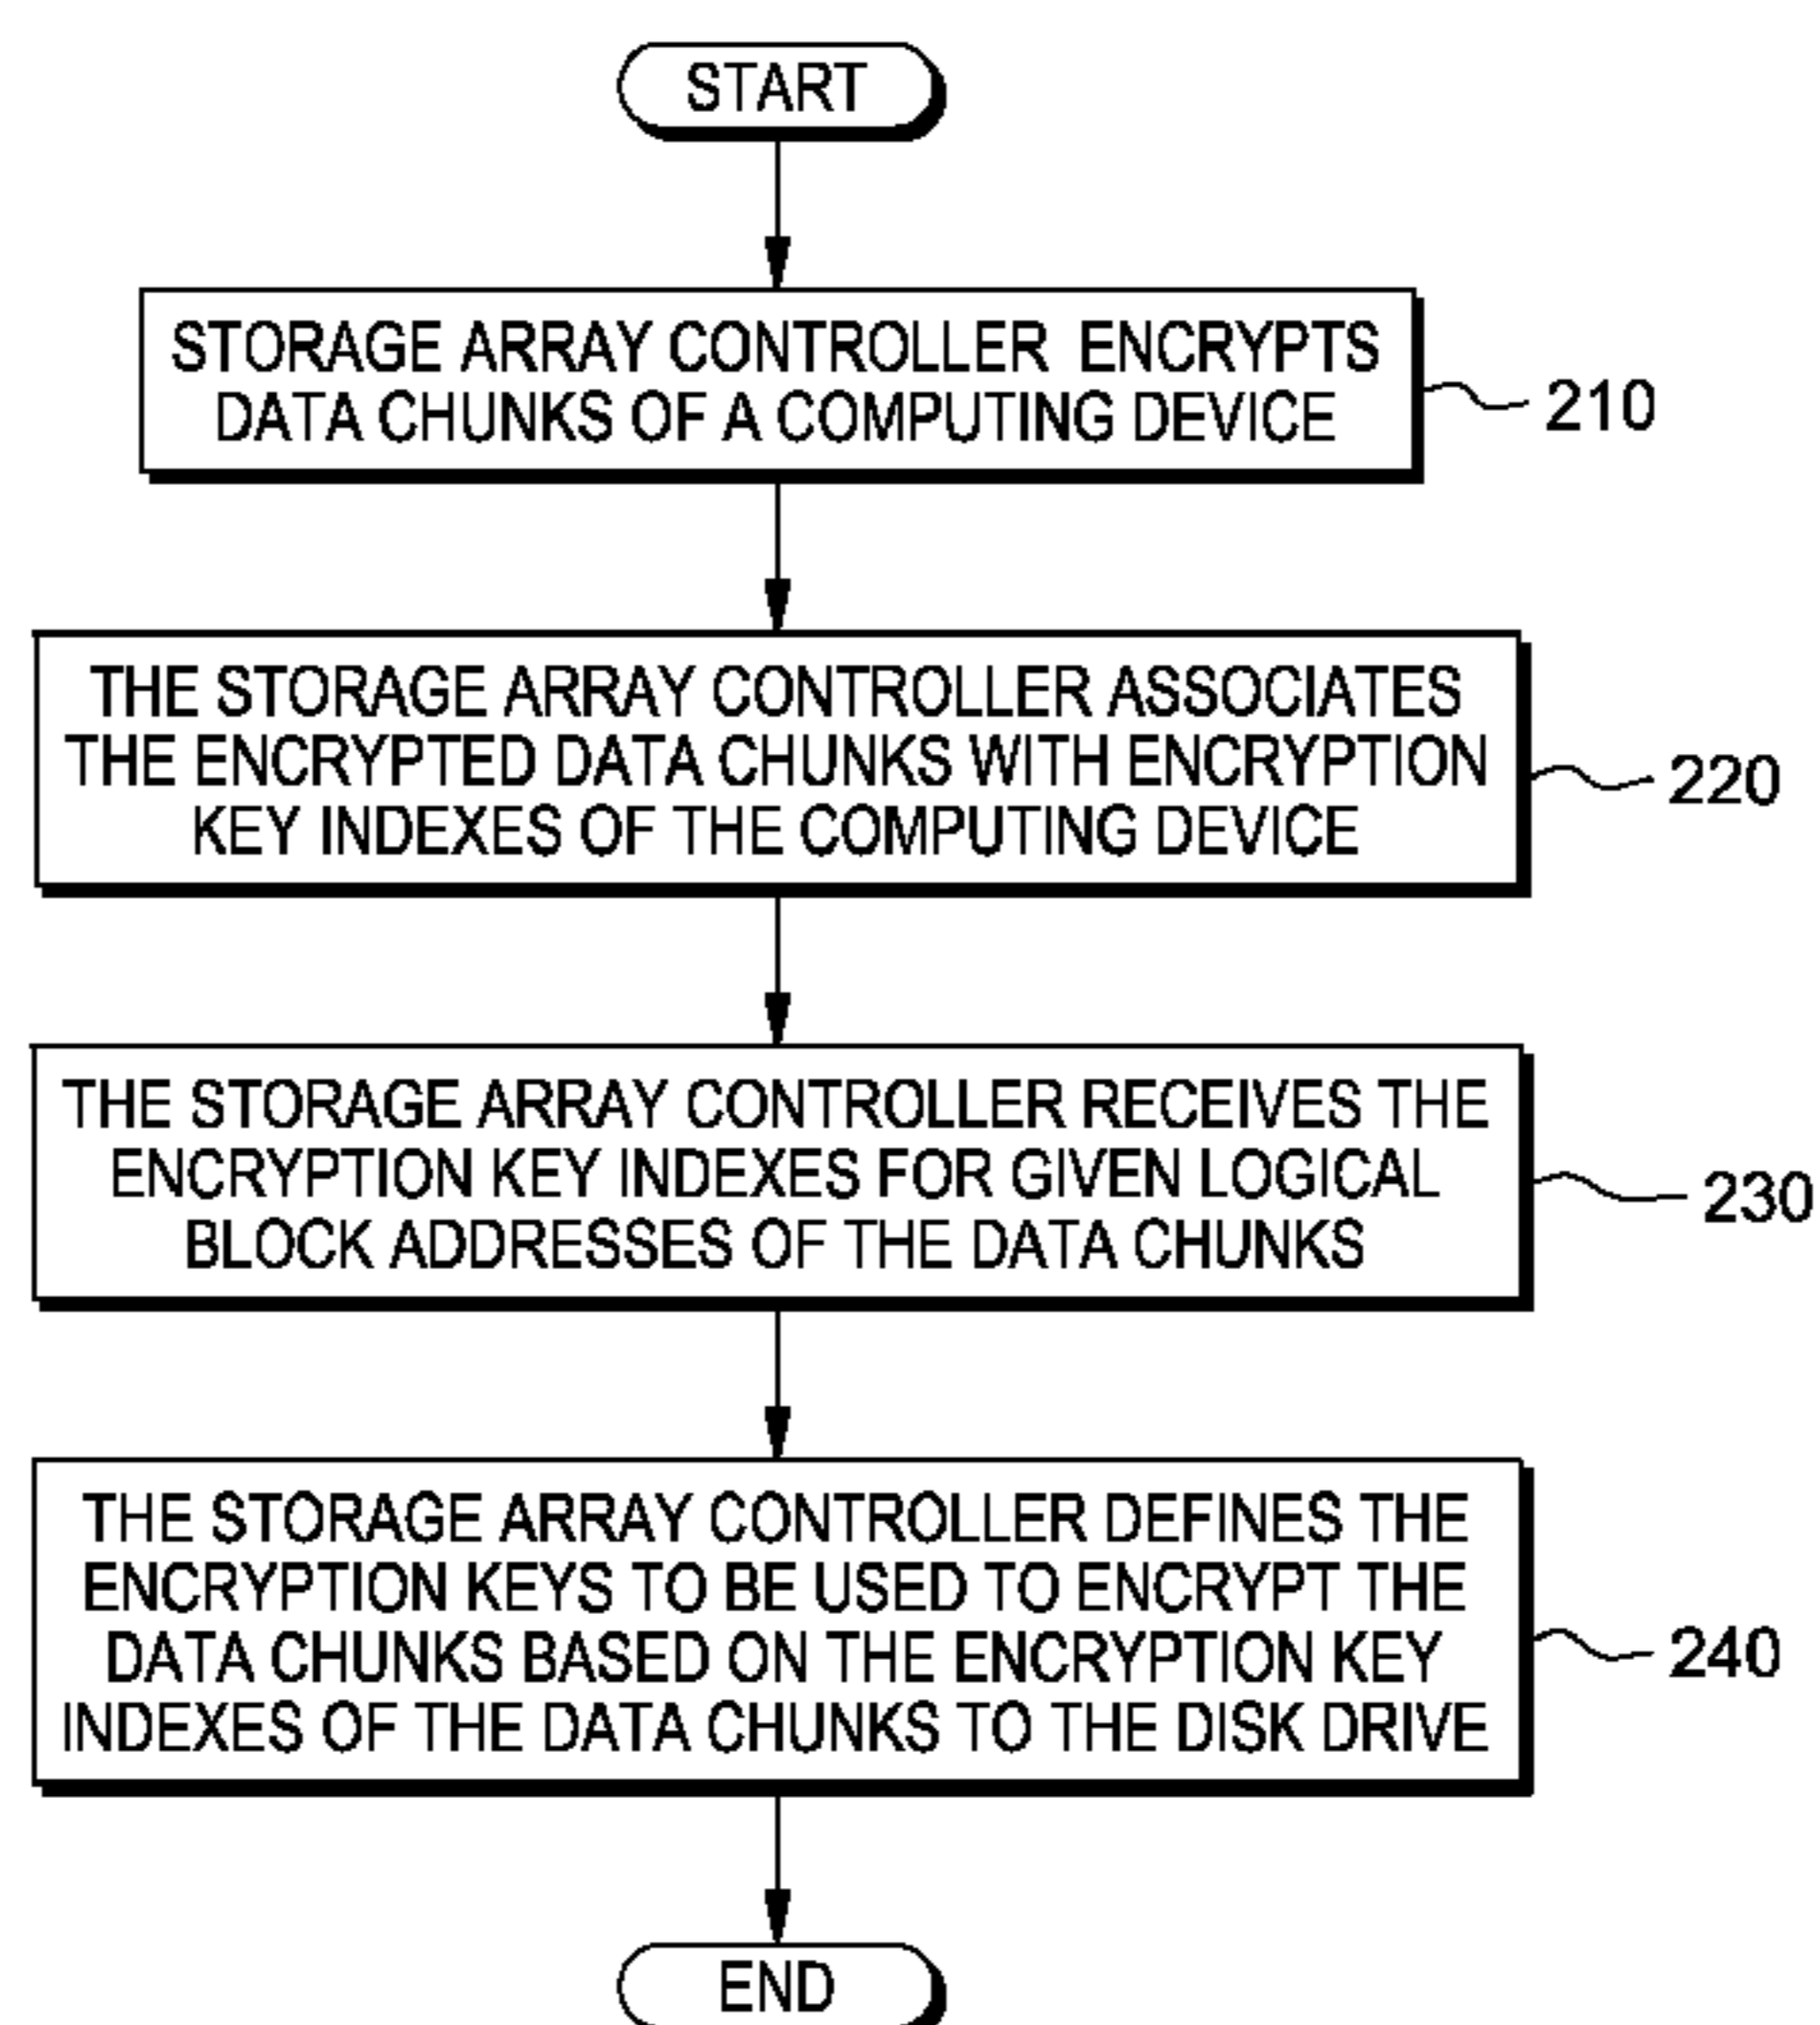 START
STORAGE ARRAY CONTROLLER ENCRYPTS
DATA CHUNKS OF A COMPUTING DEVICE
210
THE STORAGE ARRAY CONTROLLER ASSOCIATES
THE ENCRYPTED DATA CHUNKS WITH ENCRYPTION
KEY INDEXES OF THE COMPUTING DEVICE
220
THE STORAGE ARRAY CONTROLLER RECEIVES THE
ENCRYPTION KEY INDEXES FOR GIVEN LOGICAL
BLOCK ADDRESSES OF THE DATA CHUNKS
230
THE STORAGE ARRAY CONTROLLER DEFINES THE
ENCRYPTION KEYS TO BE USED TO ENCRYPT THE
DATA CHUNKS BASED ON THE ENCRYPTION KEY
INDEXES OF THE DATA CHUNKS TO THE DISK DRIVE
240
END